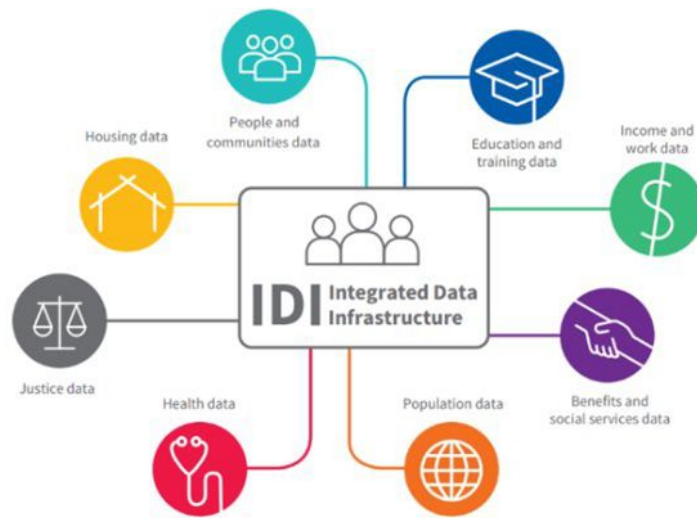 People and
communities data
Education and
training data
Income and
work data
Housing data
IDI Integrated Data
Infrastructure
Justice data
Benefits and
social services data
Health data
Population data